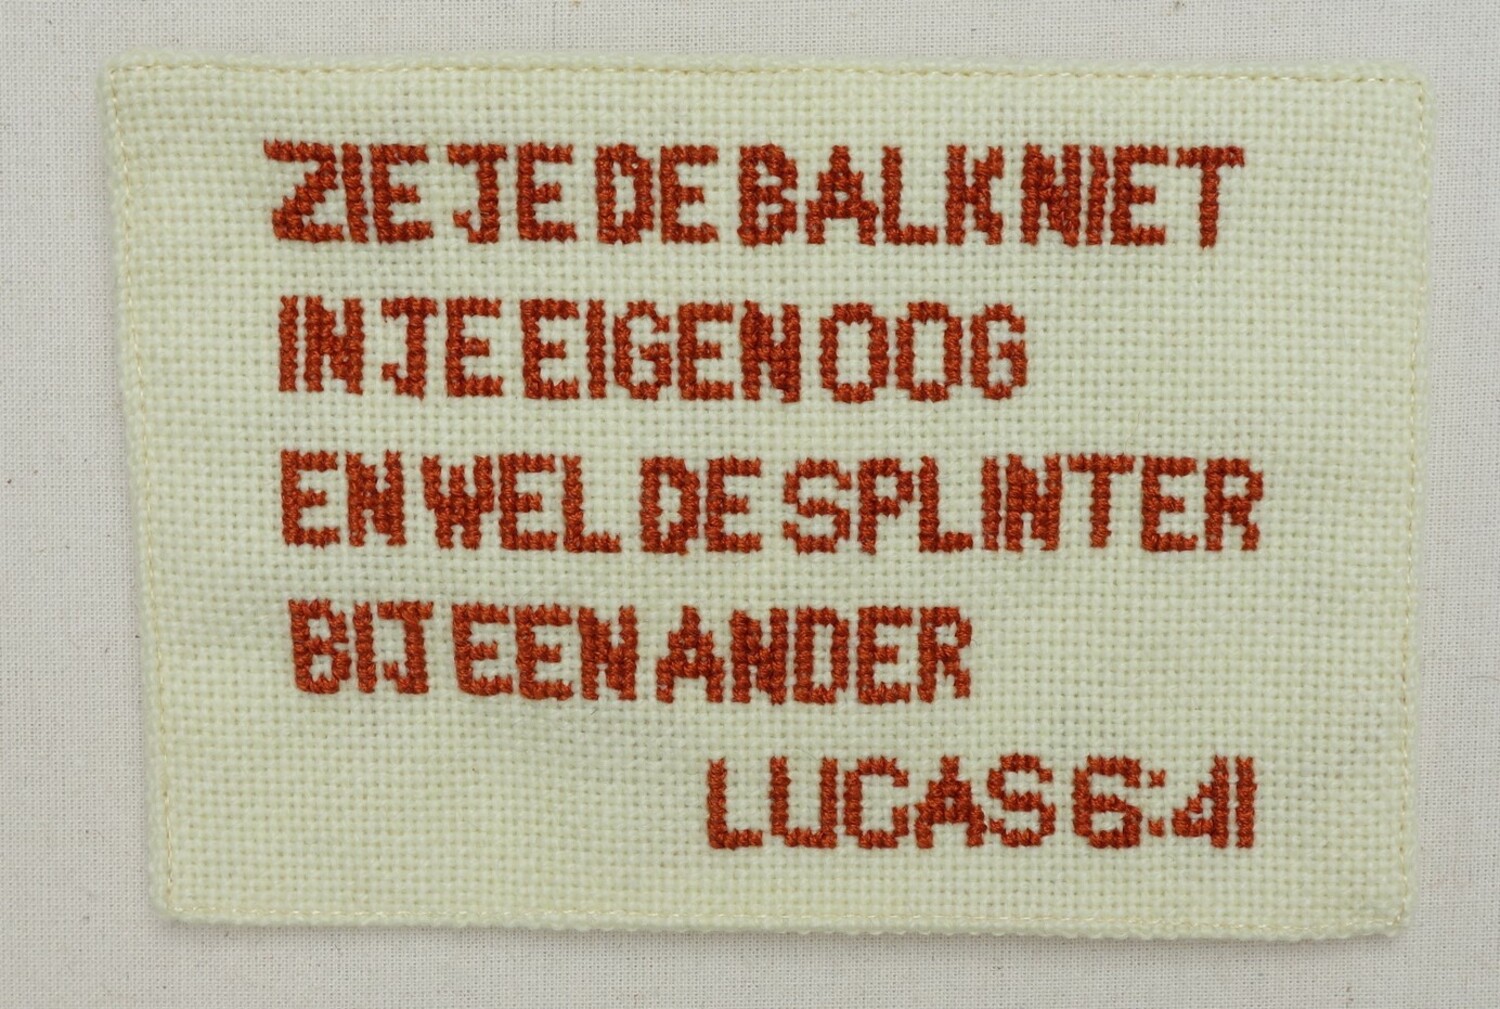 ZIE JE DE BALK NIET
IN JE EIGEN OOG
EN WEL DE SPLINTER
BIJ EEN ANDER
LUCAS 6:41